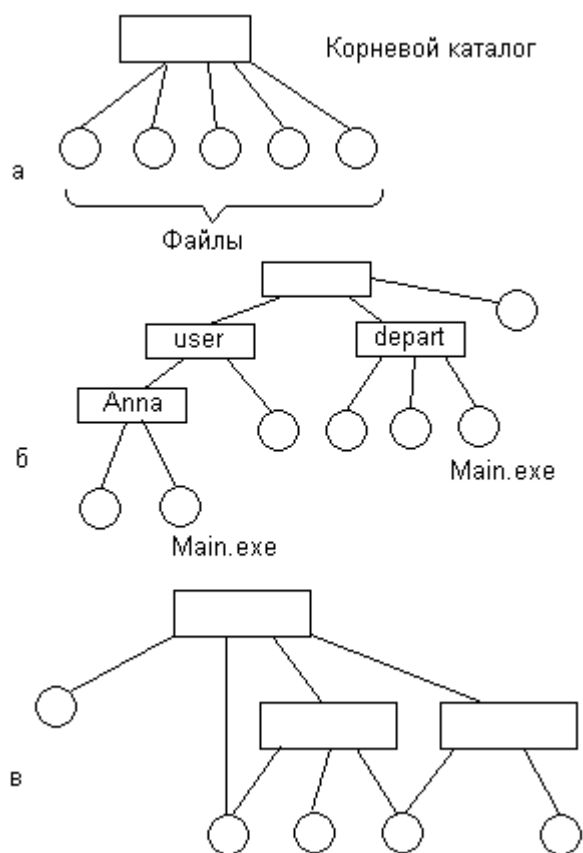 Корневой каталог
а
Файлы
user
depart
Anna
б
Main.exe
Main.exe
в